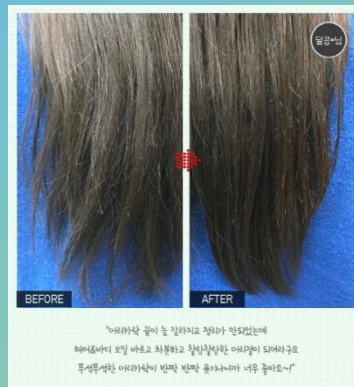 달콩*님
BEFORE
AFTER
"머리카락 끝이 늘 갈라지고 정리가 안되었는데
헤어&바디 오일 바르고 차분하고 찰랑찰랑한 머릿결이 되더라구요
푸석푸석한 머리카락이 반짝 반짝 윤기나니까 너무 좋아요~!"